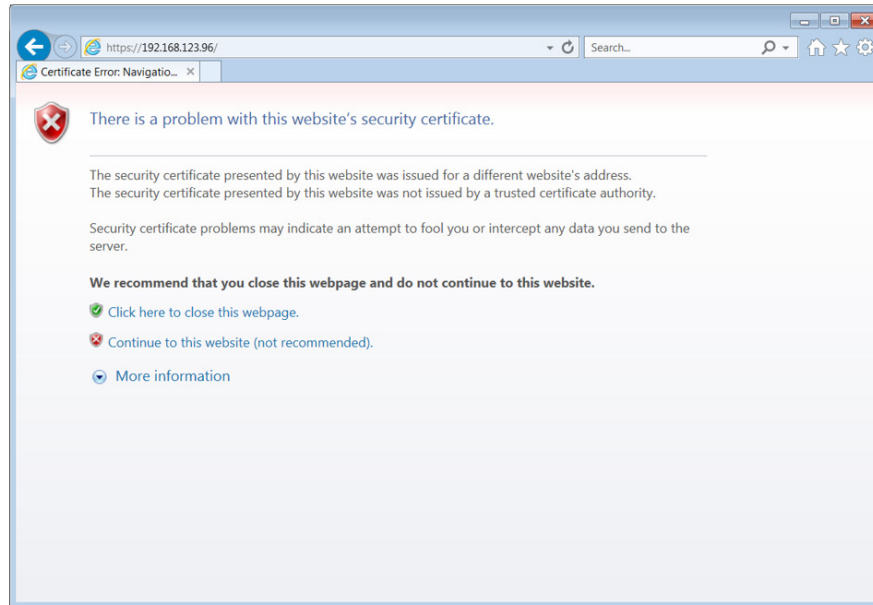 https://192.168.123.96/
Search...
Certificate Error: Navigatio...
There is a problem with this website's security certificate.
The security certificate presented by this website was issued for a different website's address.
The security certificate presented by this website was not issued by a trusted certificate authority.
Security certificate problems may indicate an attempt to fool you or intercept any data you send to the
server.
We recommend that you close this webpage and do not continue to this website.
Click here to close this webpage.
Continue to this website (not recommended).
More information